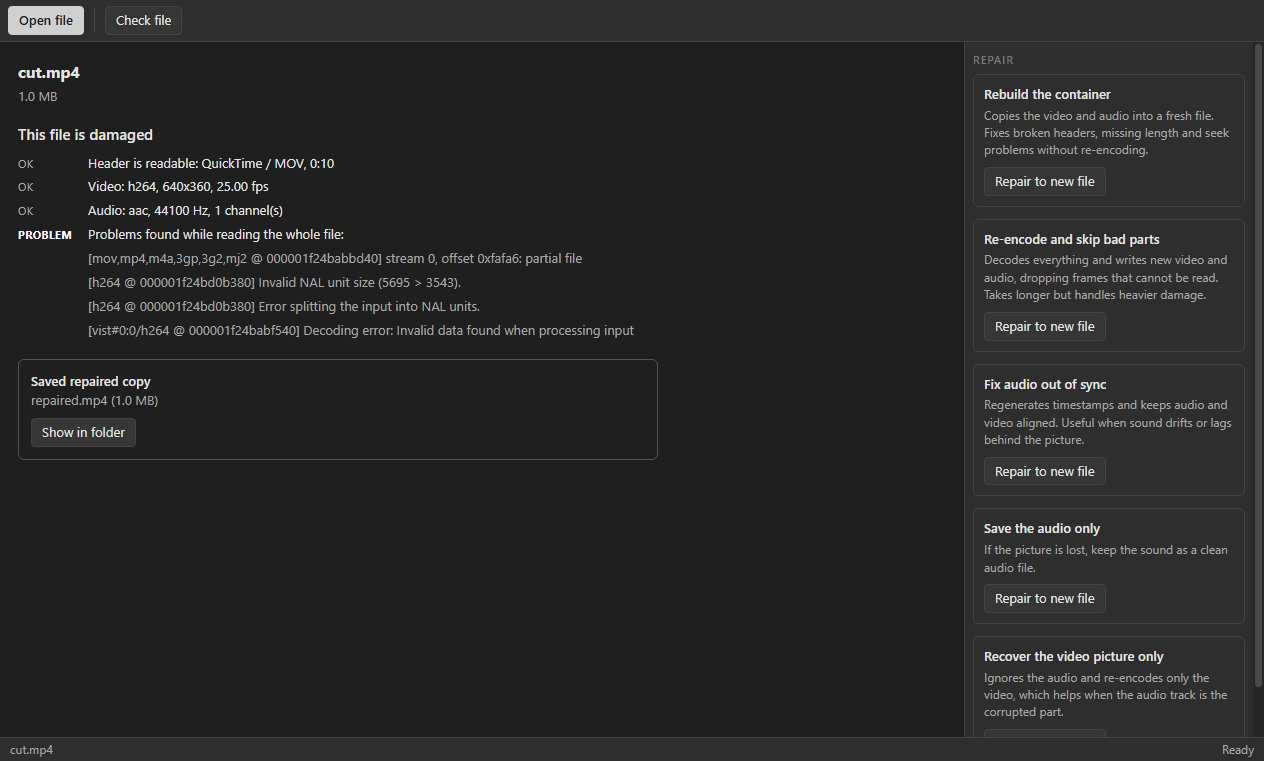 Open file
Check file
cut.mp4
1.0 MB
This file is damaged
OK Header is readable: QuickTime / MOV, 0:10
OK Video: h264, 640x360, 25.00 fps
OK Audio: aac, 44100 Hz, 1 channel(s)
PROBLEM Problems found while reading the whole file:
[mov,mp4,m4a,3gp,3g2,mj2 @ 000001f24babbd40] stream 0, offset 0xfafa6: partial file
[h264 @ 000001f24bd0b380] Invalid NAL unit size (5695 > 3543).
[h264 @ 000001f24bd0b380] Error splitting the input into NAL units.
[vist#0:0/h264 @ 000001f24babf540] Decoding error: Invalid data found when processing input
Saved repaired copy
repaired.mp4 (1.0 MB)
Show in folder
REPAIR
Rebuild the container
Copies the video and audio into a fresh file.
Fixes broken headers, missing length and seek
problems without re-encoding.
Repair to new file
Re-encode and skip bad parts
Decodes everything and writes new video and
audio, dropping frames that cannot be read.
Takes longer but handles heavier damage.
Repair to new file
Fix audio out of sync
Regenerates timestamps and keeps audio and
video aligned. Useful when sound drifts or lags
behind the picture.
Repair to new file
Save the audio only
If the picture is lost, keep the sound as a clean
audio file.
Repair to new file
Recover the video picture only
Ignores the audio and re-encodes only the
video, which helps when the audio track is the
corrupted part.
cut.mp4
Ready